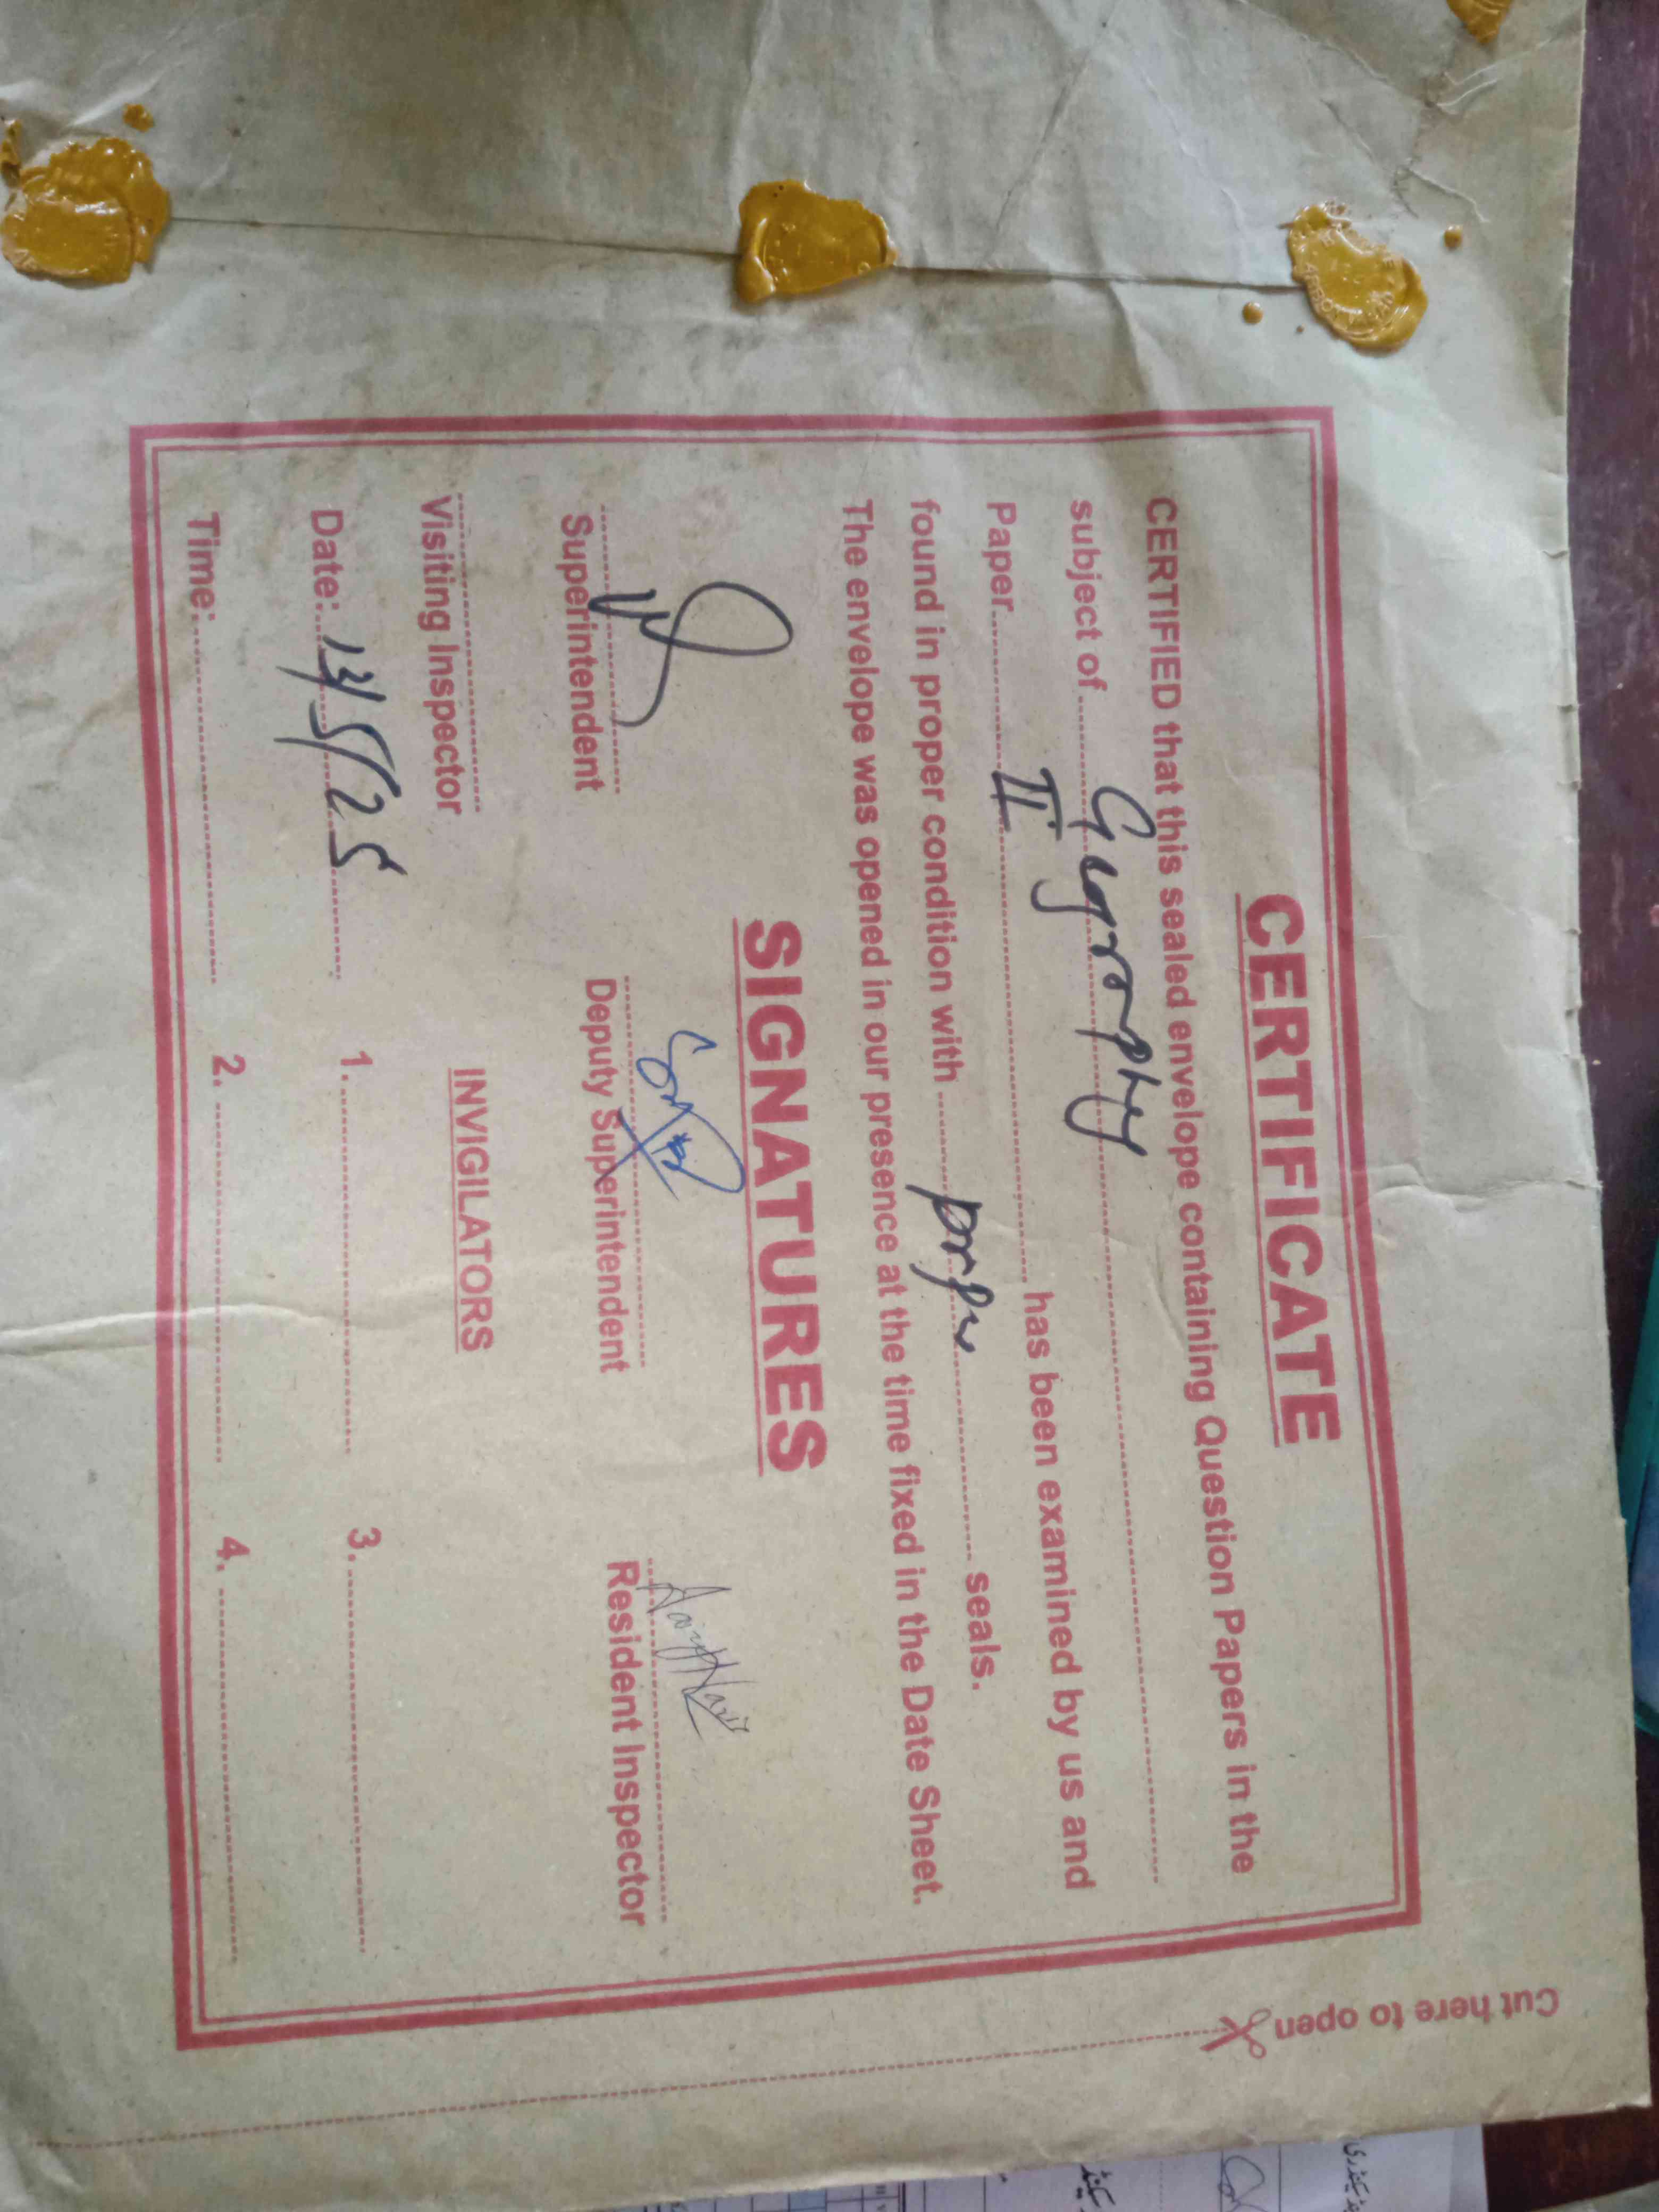 CERTIFICATE
CERTIFIED that this sealed envelope containing Question Papers in the
subject of Gegrophy
Paper II has been examined by us and
found in proper condition with prper seals.
The envelope was opened in our presence at the time fixed in the Date Sheet.
SIGNATURES
Superintendent Deputy Superintendent Resident Inspector
Visiting Inspector INVIGILATORS
Date: 13/5/25 1. 3.
Time: 2. 4.
Cut here to open